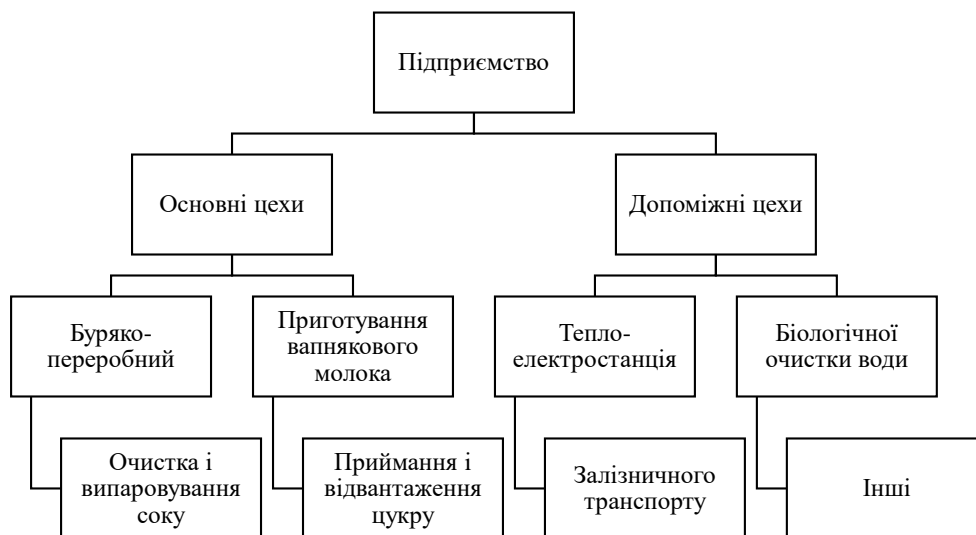 Підприємство
Основні цехи
Допоміжні цехи
Буряко-
переробний
Приготування
вапнякового
молока
Тепло-
електростанція
Біологічної
очистки води
Очистка і
випаровування
соку
Приймання і
відвантаження
цукру
Залізничного
транспорту
Інші